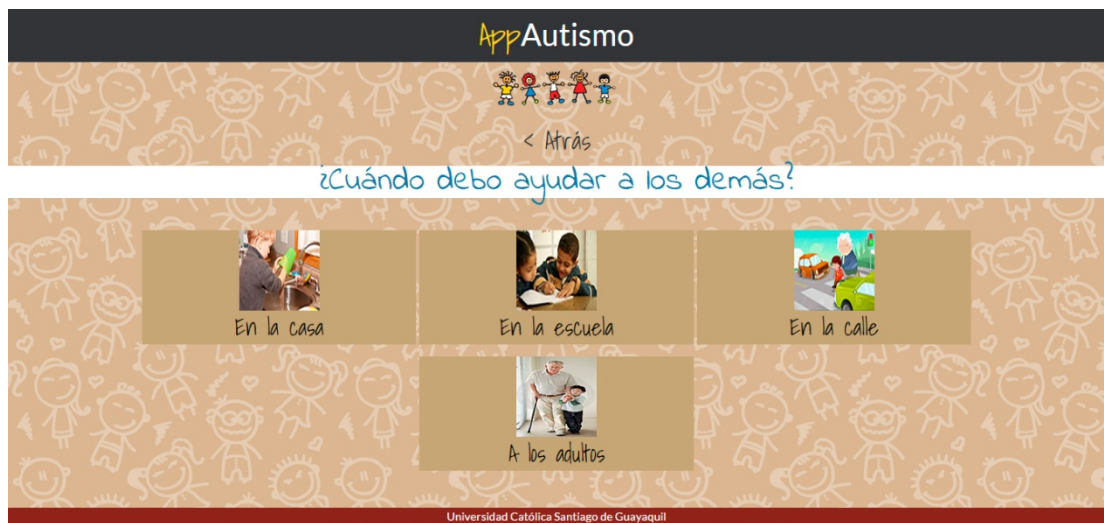 AppAutismo
< Atrás
¿Cuándo debo ayudar a los demás?
En la casa
En la escuela
En la calle
A los adultos
Universidad Católica Santiago de Guayaquil